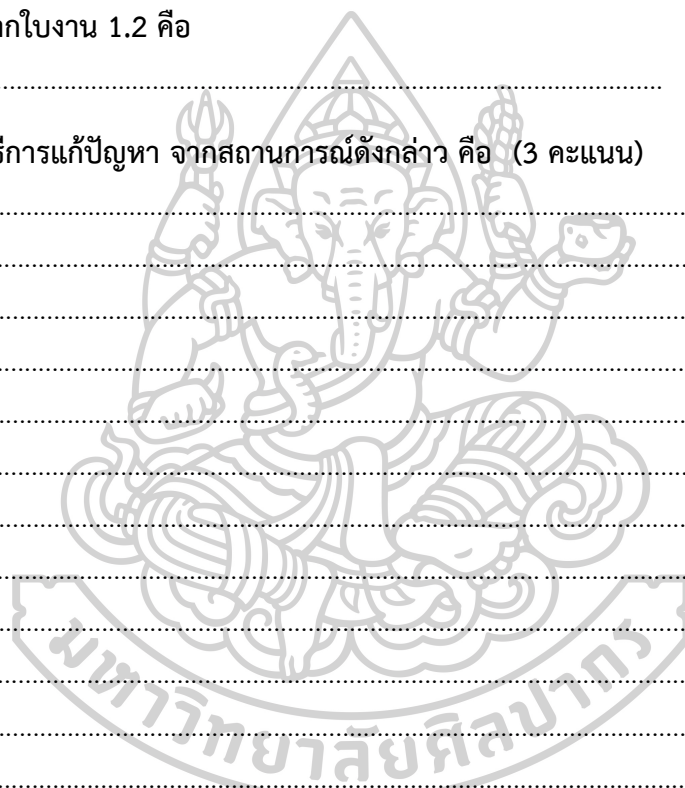 ากใบงาน 1.2 คือ
................................................................................
ธีการแก้ปัญหา จากสถานการณ์ดังกล่าว คือ (3 คะแนน)
มหาวิทยาลัยศิลปากร